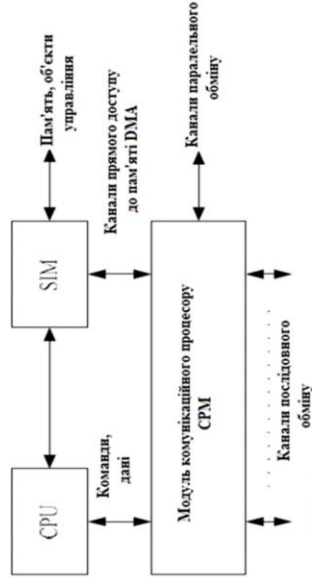 CPU
SIM
Пам'ять, об'єкти
управління
Команди,
дані
Канали прямого доступу
до пам'яті DMA
Модуль комунікаційного процесору
CPM
Канали паралельного
обміну
Канали послідовного
обміну